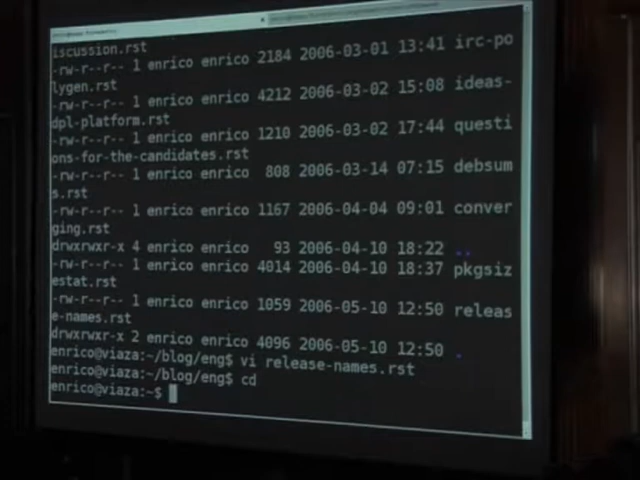 iscussion.rst
-rw-r--r-- 1 enrico enrico 2184 2006-03-01 13:41 irc-po
lygen.rst
-rw-r--r-- 1 enrico enrico 4212 2006-03-02 15:08 ideas-
dpl-platform.rst
-rw-r--r-- 1 enrico enrico 1210 2006-03-02 17:44 questi
ons-for-the-candidates.rst
-rw-r--r-- 1 enrico enrico 808 2006-03-14 07:15 debsum
s.rst
-rw-r--r-- 1 enrico enrico 1167 2006-04-04 09:01 conver
ging.rst
drwxrwxr-x 4 enrico enrico 93 2006-04-10 18:22 ..
-rw-r--r-- 1 enrico enrico 4014 2006-04-10 18:37 pkgsiz
estat.rst
-rw-r--r-- 1 enrico enrico 1059 2006-05-10 12:50 releas
e-names.rst
drwxrwxr-x 2 enrico enrico 4096 2006-05-10 12:50 .
enrico@viaza:~/blog/eng$ vi release-names.rst
enrico@viaza:~/blog/eng$ cd
enrico@viaza:~$